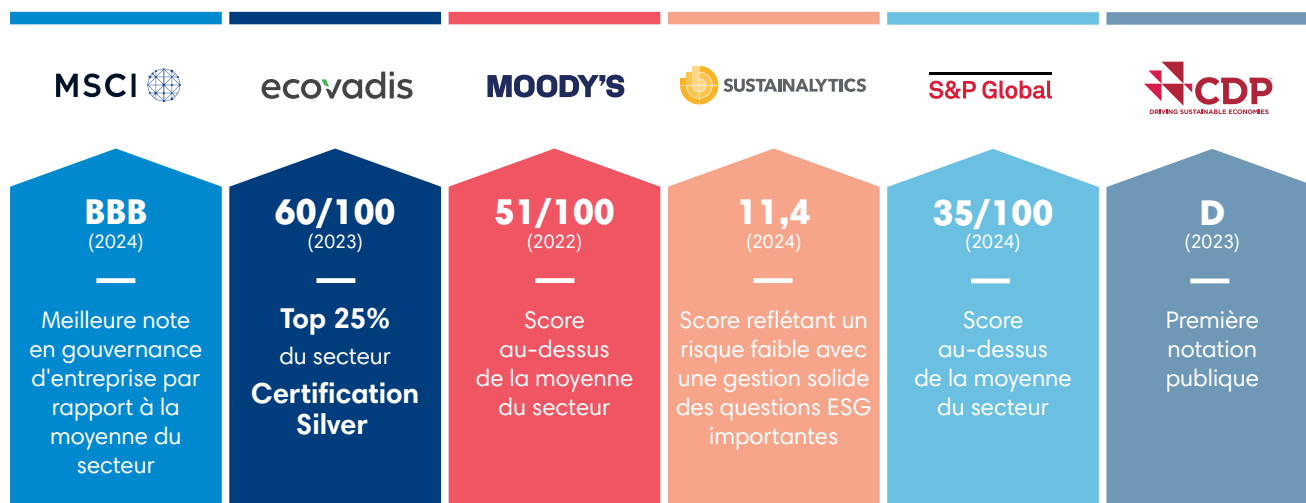 MSCI
BBB
(2024)
Meilleure note
en gouvernance
d'entreprise par
rapport à la
moyenne du
secteur
ecovadis
60/100
(2023)
Top 25%
du secteur
Certification
Silver
MOODY'S
51/100
(2022)
Score
au-dessus
de la moyenne
du secteur
SUSTAINALYTICS
11,4
(2024)
Score reflétant un
risque faible avec
une gestion solide
des questions ESG
importantes
S&P Global
35/100
(2024)
Score
au-dessus
de la moyenne
du secteur
CDP
DRIVING SUSTAINABLE ECONOMIES
D
(2023)
Première
notation
publique